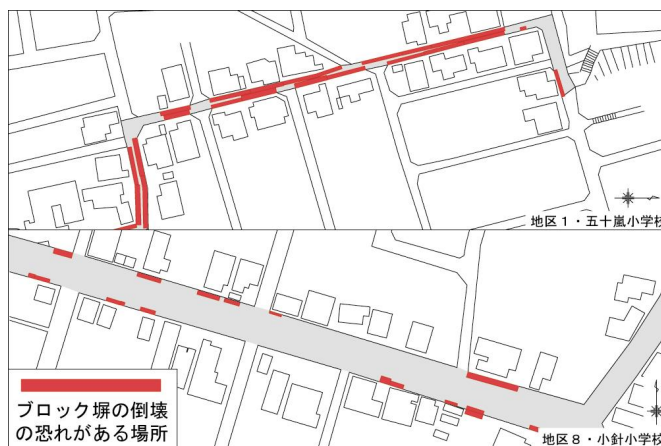 地区1・五十嵐小学校
ブロック塀の倒壊
の恐れがある場所
地区8・小針小学校